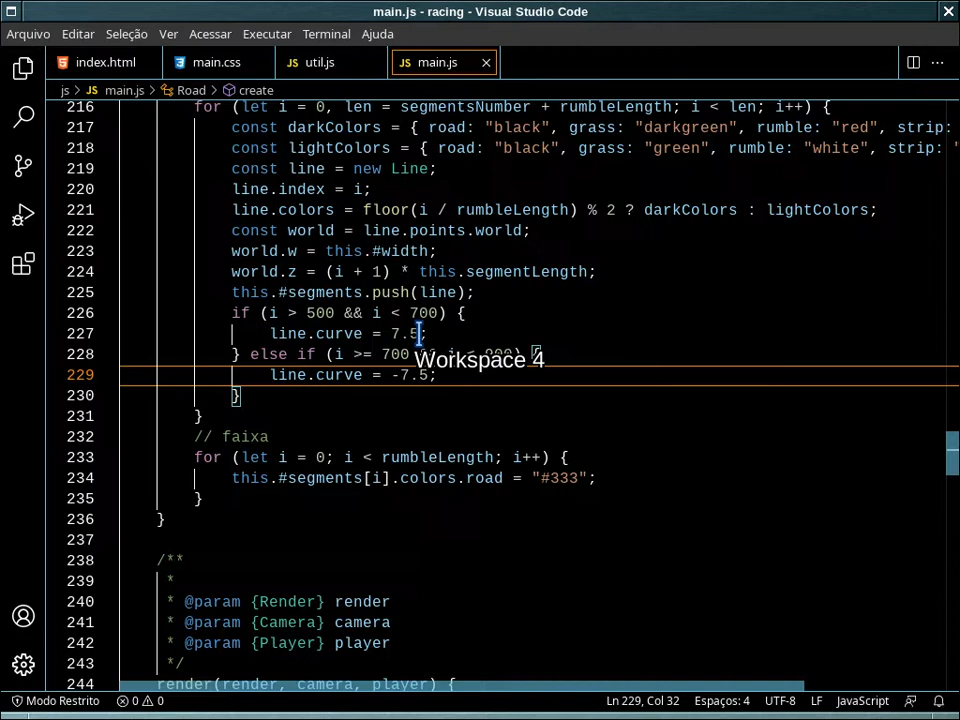 main.js - racing - Visual Studio Code
Arquivo Editar Seleção Ver Acessar Executar Terminal Ajuda
index.html main.css JS util.js JS main.js
js > JS main.js > Road > create
216 for (let i = 0, len = segmentsNumber + rumbleLength; i < len; i++) {
217 const darkColors = { road: "black", grass: "darkgreen", rumble: "red", strip:
218 const lightColors = { road: "black", grass: "green", rumble: "white", strip: "
219 const line = new Line;
220 line.index = i;
221 line.colors = floor(i / rumbleLength) % 2 ? darkColors : lightColors;
222 const world = line.points.world;
223 world.w = this.#width;
224 world.z = (i + 1) * this.segmentLength;
225 this.#segments.push(line);
226 if (i > 500 && i < 700) {
227 line.curve = 7.5;
228 } else if (i >= 700 && i < 900) {
Workspace 4
229 line.curve = -7.5;
230 }
231 }
232 // faixa
233 for (let i = 0; i < rumbleLength; i++) {
234 this.#segments[i].colors.road = "#333";
235 }
236 }
237
238 /**
239 *
240 * @param {Render} render
241 * @param {Camera} camera
242 * @param {Player} player
243 */
244 render(render, camera, player) {
Modo Restrito 0 0 Ln 229, Col 32 Espaços: 4 UTF-8 LF JavaScript